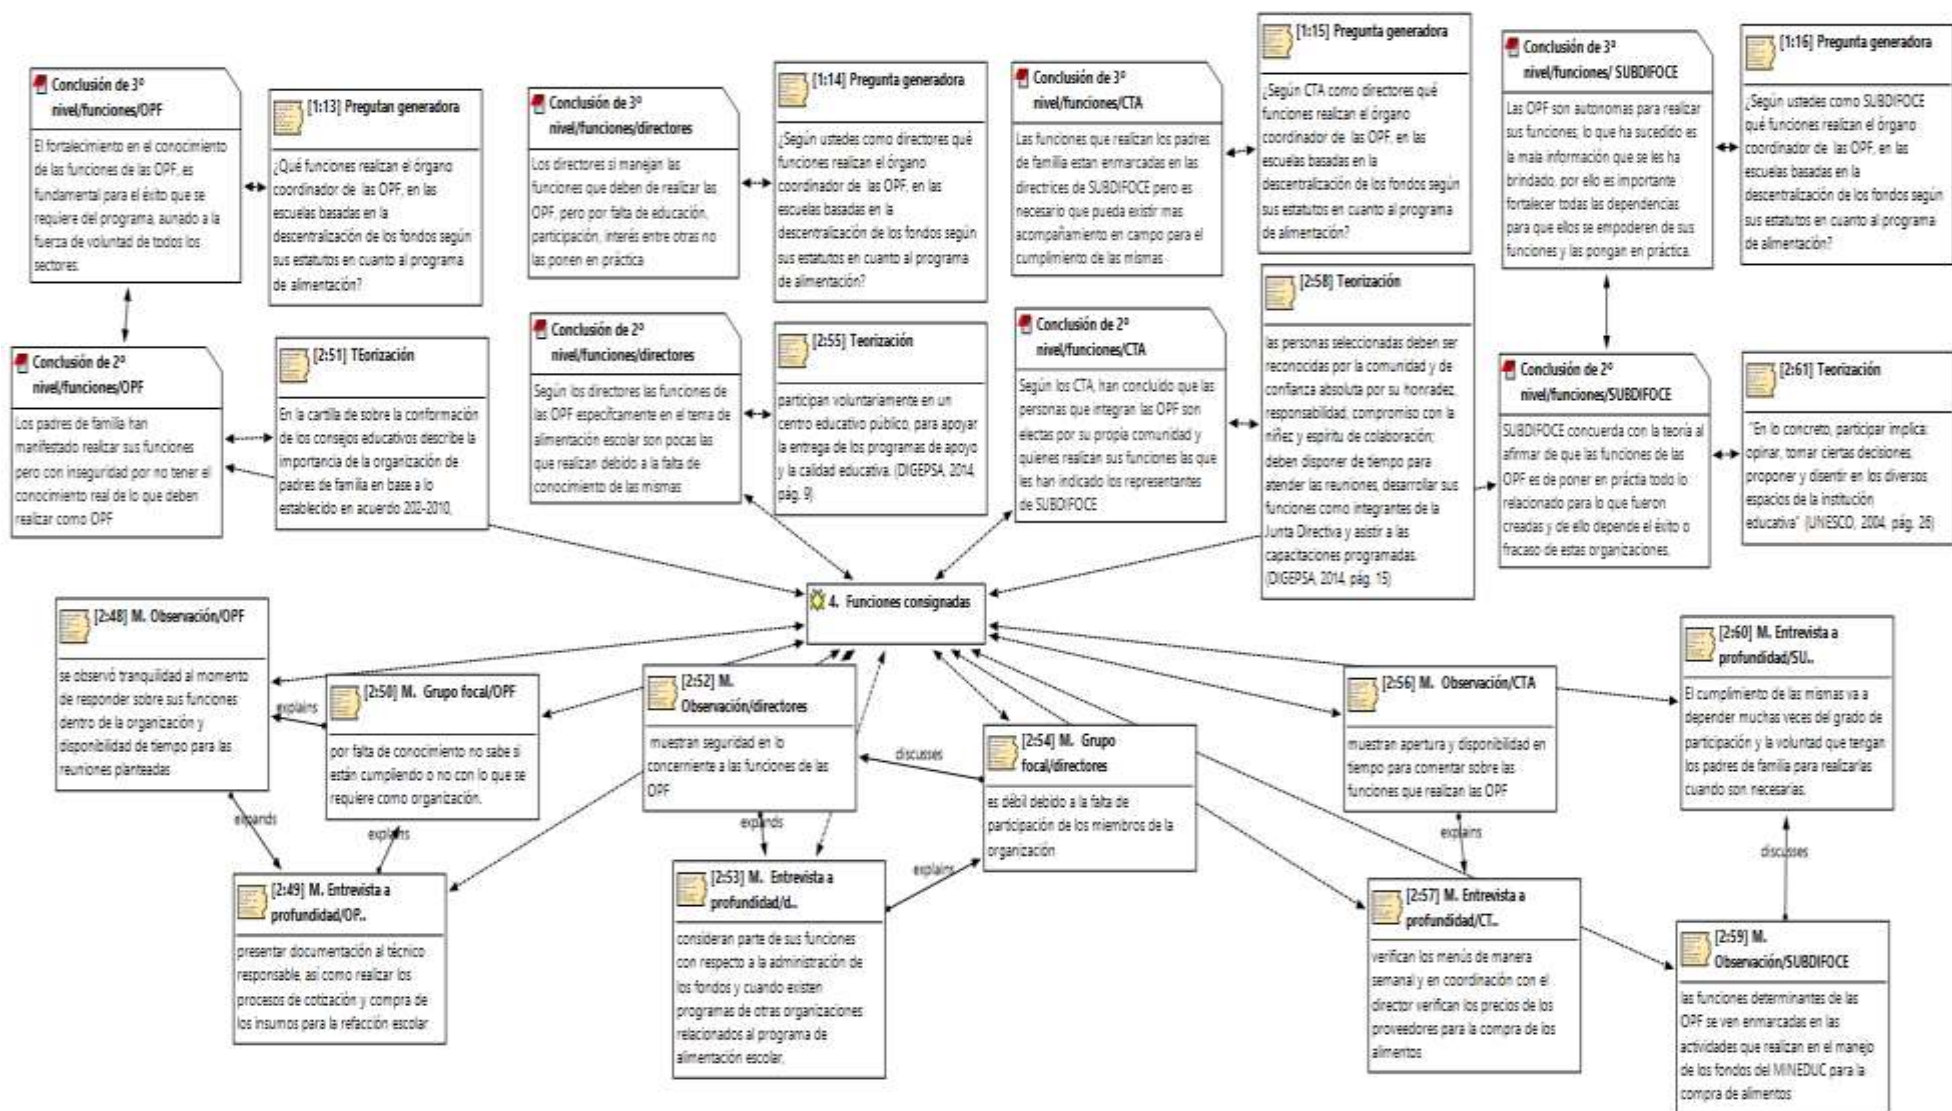 Conclusión de 3º
nivel/funciones/OPF
El fortalecimiento en el conocimiento
de las funciones de las OPF, es
fundamental para el éxito que se
requiere del programa, aunado a la
fuerza de voluntad de todos los
sectores.
[1:13] Pregutan generadora
¿Qué funciones realizan el órgano
coordinador de las OPF, en las
escuelas basadas en la
descentralización de los fondos según
sus estatutos en cuanto al programa
de alimentación?
Conclusión de 3º
nivel/funciones/directores
Los directores si manejan las
funciones que deben de realizar las
OPF, pero por falta de educación,
participación, interés entre otras no
las ponen en práctica
[1:14] Pregunta generadora
¿Según ustedes como directores qué
funciones realizan el órgano
coordinador de las OPF, en las
escuelas basadas en la
descentralización de los fondos según
sus estatutos en cuanto al programa
de alimentación?
Conclusión de 3º
nivel/funciones/CTA
Las funciones que realizan los padres
de familia estan enmarcadas en las
directrices de SUBDIFOCE pero es
necesario que pueda existir mas
acompañamiento en campo para el
cumplimiento de las mismas
[1:15] Pregunta generadora
¿Según CTA como directores qué
funciones realizan el órgano
coordinador de las OPF, en las
escuelas basadas en la
descentralización de los fondos según
sus estatutos en cuanto al programa
de alimentación?
Conclusión de 3º
nivel/funciones/ SUBDIFOCE
Las OPF son autonomas para realizar
sus funciones, lo que ha sucedido es
la mala información que se les ha
brindado, por ello es importante
fortalecer todas las dependencias
para que ellos se empoderen de sus
funciones y las pongan en práctica.
[1:16] Pregunta generadora
¿Según ustedes como SUBDIFOCE
qué funciones realizan el órgano
coordinador de las OPF, en las
escuelas basadas en la
descentralización de los fondos según
sus estatutos en cuanto al programa
de alimentación?
Conclusión de 2º
nivel/funciones/OPF
Los padres de familia han
manifestado realizar sus funciones
pero con inseguridad por no tener el
conocimiento real de lo que deben
realizar como OPF
[2:51] TEorización
En la cartilla de sobre la conformación
de los consejos educativos describe la
importancia de la organización de
padres de familia en base a lo
establecido en acuerdo 202-2010,
Conclusión de 2º
nivel/funciones/directores
Según los directores las funciones de
las OPF específcamente en el tema de
alimentación escolar son pocas las
que realizan debido a la falta de
conocimiento de las mismas
[2:55] Teorización
participan voluntariamente en un
centro educativo público, para apoyar
la entrega de los programas de apoyo
y la calidad educativa. (DIGEPSA, 2014,
pág. 9)
Conclusión de 2º
nivel/funciones/CTA
Según los CTA, han concluido que las
personas que integran las OPF son
electas por su propia comunidad y
quienes realizan sus funciones las que
les han indicado los representantes
de SUBDIFOCE
[2:58] Teorización
las personas seleccionadas deben ser
reconocidas por la comunidad y de
confianza absoluta por su honradez,
responsabilidad, compromiso con la
niñez y espíritu de colaboración;
deben disponer de tiempo para
atender las reuniones, desarrollar sus
funciones como integrantes de la
Junta Directiva y asistir a las
capacitaciones programadas.
(DIGEPSA, 2014, pág. 15)
Conclusión de 2º
nivel/funciones/SUBDIFOCE
SUBDIFOCE concuerda con la teoría al
afirmar de que las funciones de las
OPF es de poner en práctia todo lo
relacionado para lo que fueron
creadas y de ello depende el éxito o
fracaso de estas organizaciones.
[2:61] Teorización
"En lo concreto, participar implica:
opinar, tomar ciertas decisiones,
proponer y disentir en los diversos
espacios de la institución
educativa" (UNESCO, 2004, pág. 26)
4. Funciones consignadas
[2:48] M. Observación/OPF
se observó tranquilidad al momento
de responder sobre sus funciones
dentro de la organización y
disponibilidad de tiempo para las
reuniones planteadas
explains
[2:50] M. Grupo focal/OPF
por falta de conocimiento no sabe si
están cumpliendo o no con lo que se
requiere como organización.
[2:52] M.
Observación/directores
muestran seguridad en lo
concerniente a las funciones de las
OPF
discusses
[2:54] M. Grupo
focal/directores
es débil debido a la falta de
participación de los miembros de la
organización
[2:56] M. Observación/CTA
muestran apertura y disponibilidad en
tiempo para comentar sobre las
funciones que realizan las OPF
[2:60] M. Entrevista a
profundidad/SU..
El cumplimiento de las mismas va a
depender muchas veces del grado de
participación y la voluntad que tengan
los padres de familia para realizarlas
cuando son necesarias.
expands
explains
expands
explains
explains
discusses
[2:49] M. Entrevista a
profundidad/OP..
presentar documentación al técnico
responsable, así como realizar los
procesos de cotización y compra de
los insumos para la refacción escolar
[2:53] M. Entrevista a
profundidad/d..
consideran parte de sus funciones
con respecto a la administración de
los fondos y cuando existen
programas de otras organizaciones
relacionados al programa de
alimentación escolar.
[2:57] M. Entrevista a
profundidad/CT..
verifican los menús de manera
semanal y en coordinación con el
director verifican los precios de los
proveedores para la compra de los
alimentos
[2:59] M.
Observación/SUBDIFOCE
las funciones determinantes de las
OPF se ven enmarcadas en las
actividades que realizan en el manejo
de los fondos del MINEDUC para la
compra de alimentos